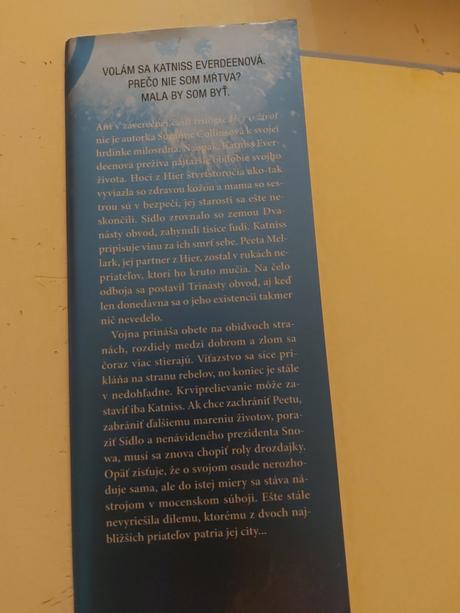 VOLÁM SA KATNISS EVERDEENOVÁ.
PREČO NIE SOM MŔTVA?
MALA BY SOM BYŤ.
Ani v záverečnej časti trilógie Hry o život
nie je autorka Suzanne Collinsová k svojej
hrdinke milosrdná. Naopak, Katniss Ever-
deenová prežíva najťažšie obdobie svojho
života. Hoci z Hier štvrťstoročia ako-tak
vyviazla so zdravou kožou a mama so ses-
trou sú v bezpečí, jej starosti sa ešte ne-
skončili. Sídlo zrovnalo so zemou Dva-
násty obvod, zahynuli tisíce ľudí. Katniss
pripisuje vinu za ich smrť sebe. Peeta Mel-
lark, jej partner z Hier, zostal v rukách ne-
priateľov, ktorí ho kruto mučia. Na čelo
odboja sa postavil Trinásty obvod, aj keď
len donedávna sa o jeho existencii takmer
nič nevedelo.
Vojna prináša obete na obidvoch stra-
nách, rozdiely medzi dobrom a zlom sa
čoraz viac stierajú. Víťazstvo sa síce pri-
kláňa na stranu rebelov, no koniec je stále
v nedohľadne. Krviprelievanie môže za-
staviť iba Katniss. Ak chce zachrániť Peetu,
zabrániť ďalšiemu mareniu životov, pora-
ziť Sídlo a nenávideného prezidenta Sno-
wa, musí sa znova chopiť roly drozdajky.
Opäť zisťuje, že o svojom osude nerozho-
duje sama, ale do istej miery sa stáva ná-
strojom v mocenskom súboji. Ešte stále
nevyriešila dilemu, ktorému z dvoch naj-
bližších priateľov patria jej city...